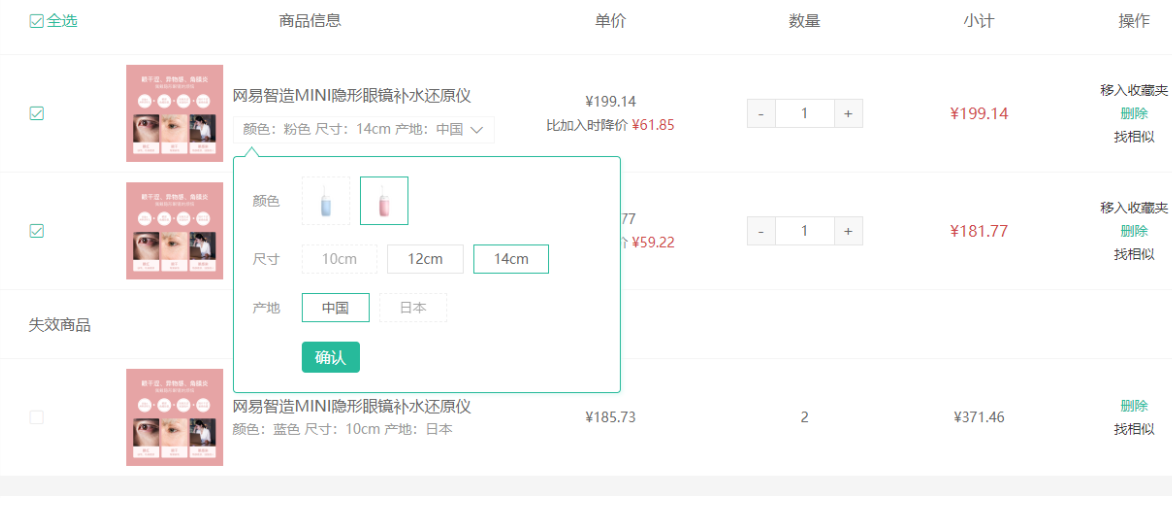 全选 商品信息 单价 数量 小计 操作
网易智造MINI隐形眼镜补水还原仪
颜色：粉色 尺寸：14cm 产地：中国
¥199.14
比加入时降价 ¥61.85
- 1 +
¥199.14
移入收藏夹
删除
找相似
颜色
尺寸 10cm 12cm 14cm
产地 中国 日本
确认
77
¥59.22
- 1 +
¥181.77
移入收藏夹
删除
找相似
失效商品
网易智造MINI隐形眼镜补水还原仪
颜色：蓝色 尺寸：10cm 产地：日本
¥185.73
2
¥371.46
删除
找相似